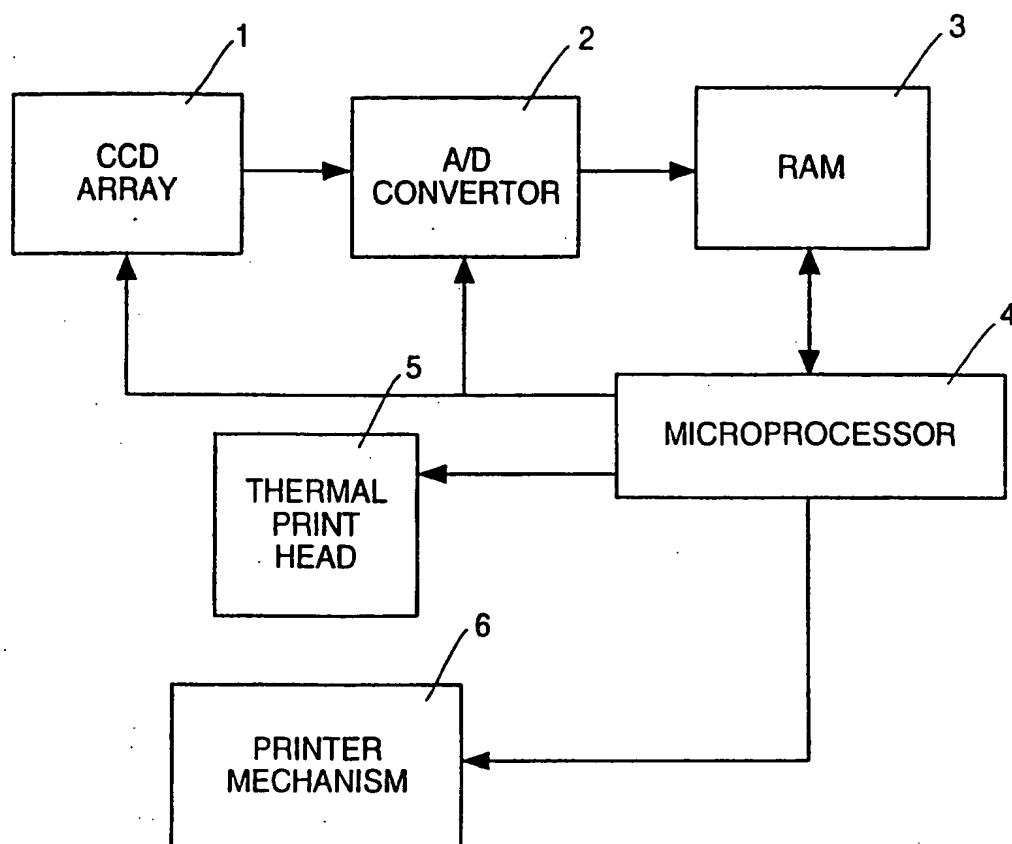 1
2
3
CCD
ARRAY
A/D
CONVERTOR
RAM
4
MICROPROCESSOR
5
THERMAL
PRINT
HEAD
6
PRINTER
MECHANISM